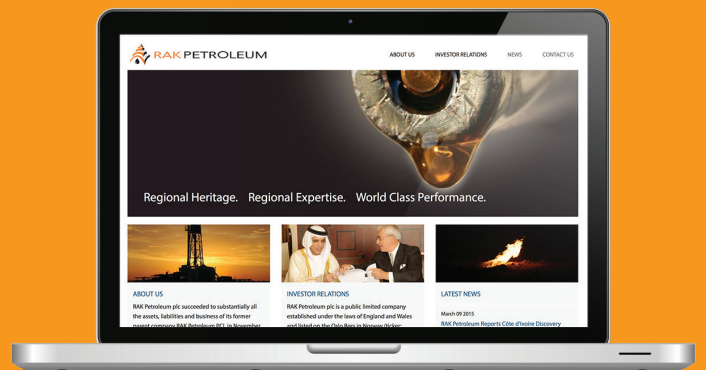 RAK PETROLEUM
ABOUT US
INVESTOR RELATIONS
NEWS
CONTACT US
Regional Heritage. Regional Expertise. World Class Performance.
ABOUT US
RAK Petroleum plc succeeded to substantially all
the assets, liabilities and business of its former
parent company RAK Petroleum PCL in November
INVESTOR RELATIONS
RAK Petroleum plc is a public limited company
established under the laws of England and Wales
and listed on the Oslo Børs in Norway (ticker:
LATEST NEWS
March 09 2015
RAK Petroleum Reports Côte d'Ivoire Discovery